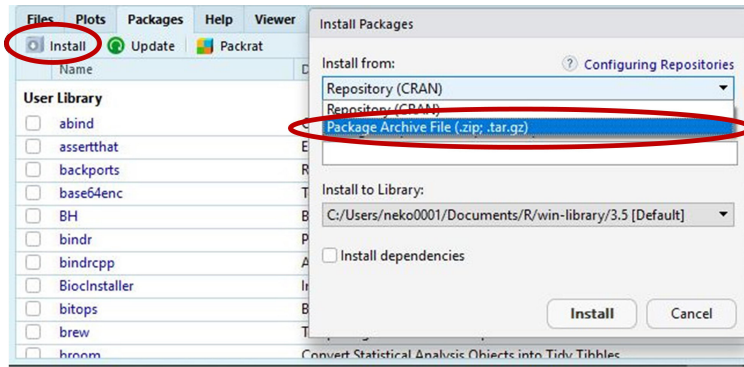 Files Plots Packages Help Viewer
Install Update Packrat
Name
User Library
abind
assertthat
backports
base64enc
BH
bindr
bindrcpp
BiocInstaller
bitops
brew
broom
Convert Statistical Analysis Objects into Tidy Tibbles
Install Packages
Install from:
? Configuring Repositories
Repository (CRAN)
Repository (CRAN)
Package Archive File (.zip; .tar.gz)
Install to Library:
C:/Users/neko0001/Documents/R/win-library/3.5 [Default]
Install dependencies
Install Cancel